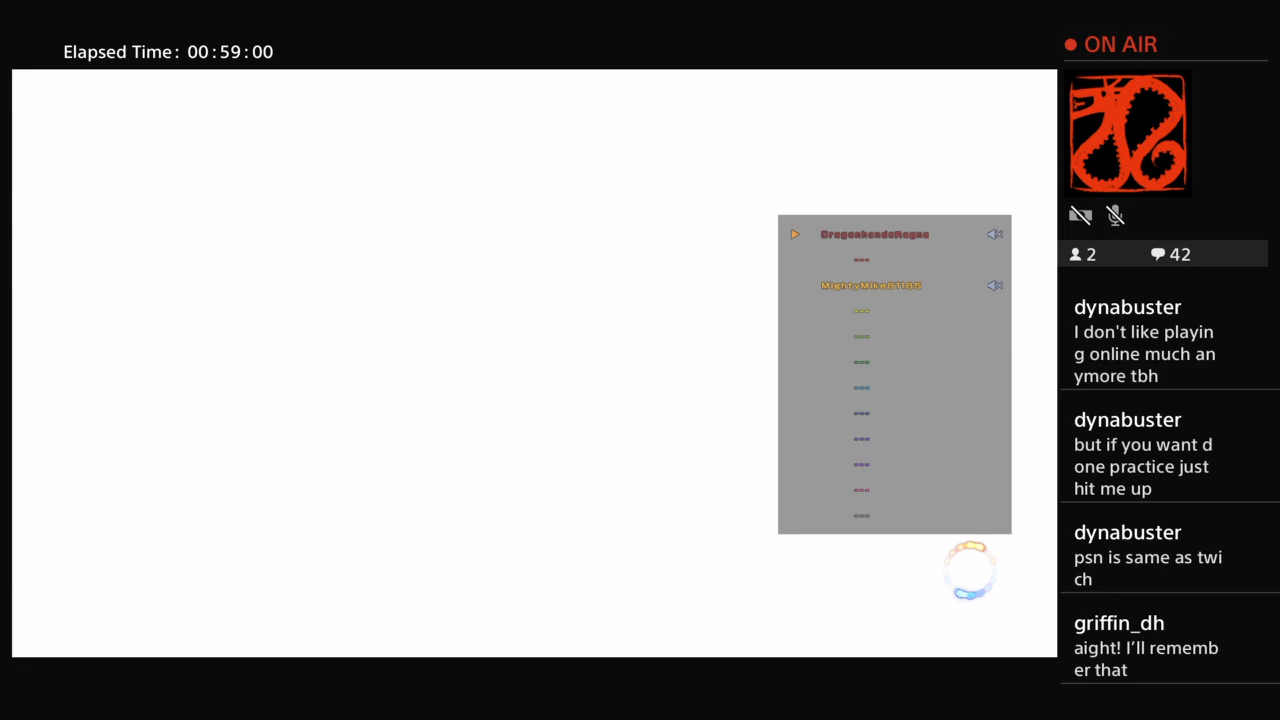 Elapsed Time: 00:59:00
ON AIR
2
42
DragonkendoRagna
---
MightyMike81185
---
---
---
---
---
---
---
---
---
dynabuster
I don't like playin
g online much an
ymore tbh
dynabuster
but if you want d
one practice just
hit me up
dynabuster
psn is same as twi
ch
griffin_dh
aight! I’ll rememb
er that